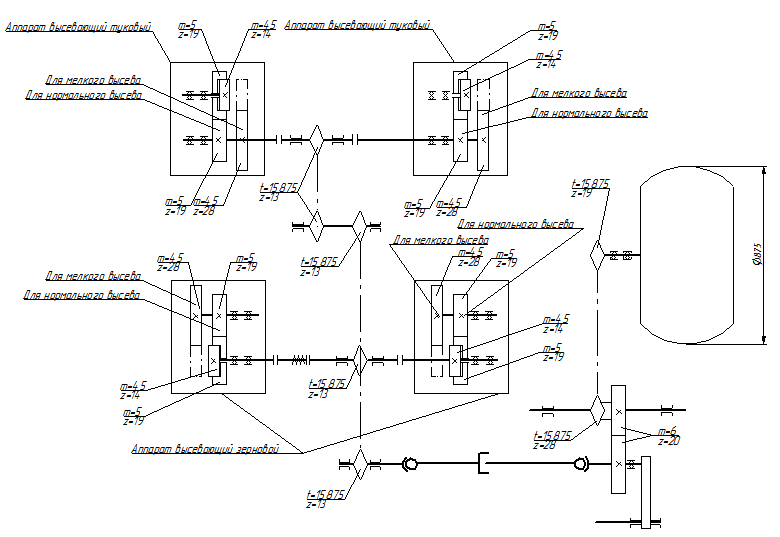 Аппарат высевающий туковый
m=5
z=19
m=4,5
z=14
Аппарат высевающий туковый
m=5
z=19
m=4,5
z=14
Для мелкого высева
Для нормального высева
Для мелкого высева
Для нормального высева
m=5
z=19
m=4,5
z=28
t=15,875
z=13
m=5
z=19
m=4,5
z=28
t=15,875
z=19
Для нормального высева
Для мелкого высева
t=15,875
z=13
m=4,5
z=28
m=5
z=19
m=4,5
z=28
m=5
z=19
Ø875
Для мелкого высева
Для нормального высева
m=4,5
z=14
m=5
z=19
m=4,5
z=14
m=5
z=19
t=15,875
z=13
Аппарат высевающий зерновой
t=15,875
z=28
m=6
z=20
t=15,875
z=13